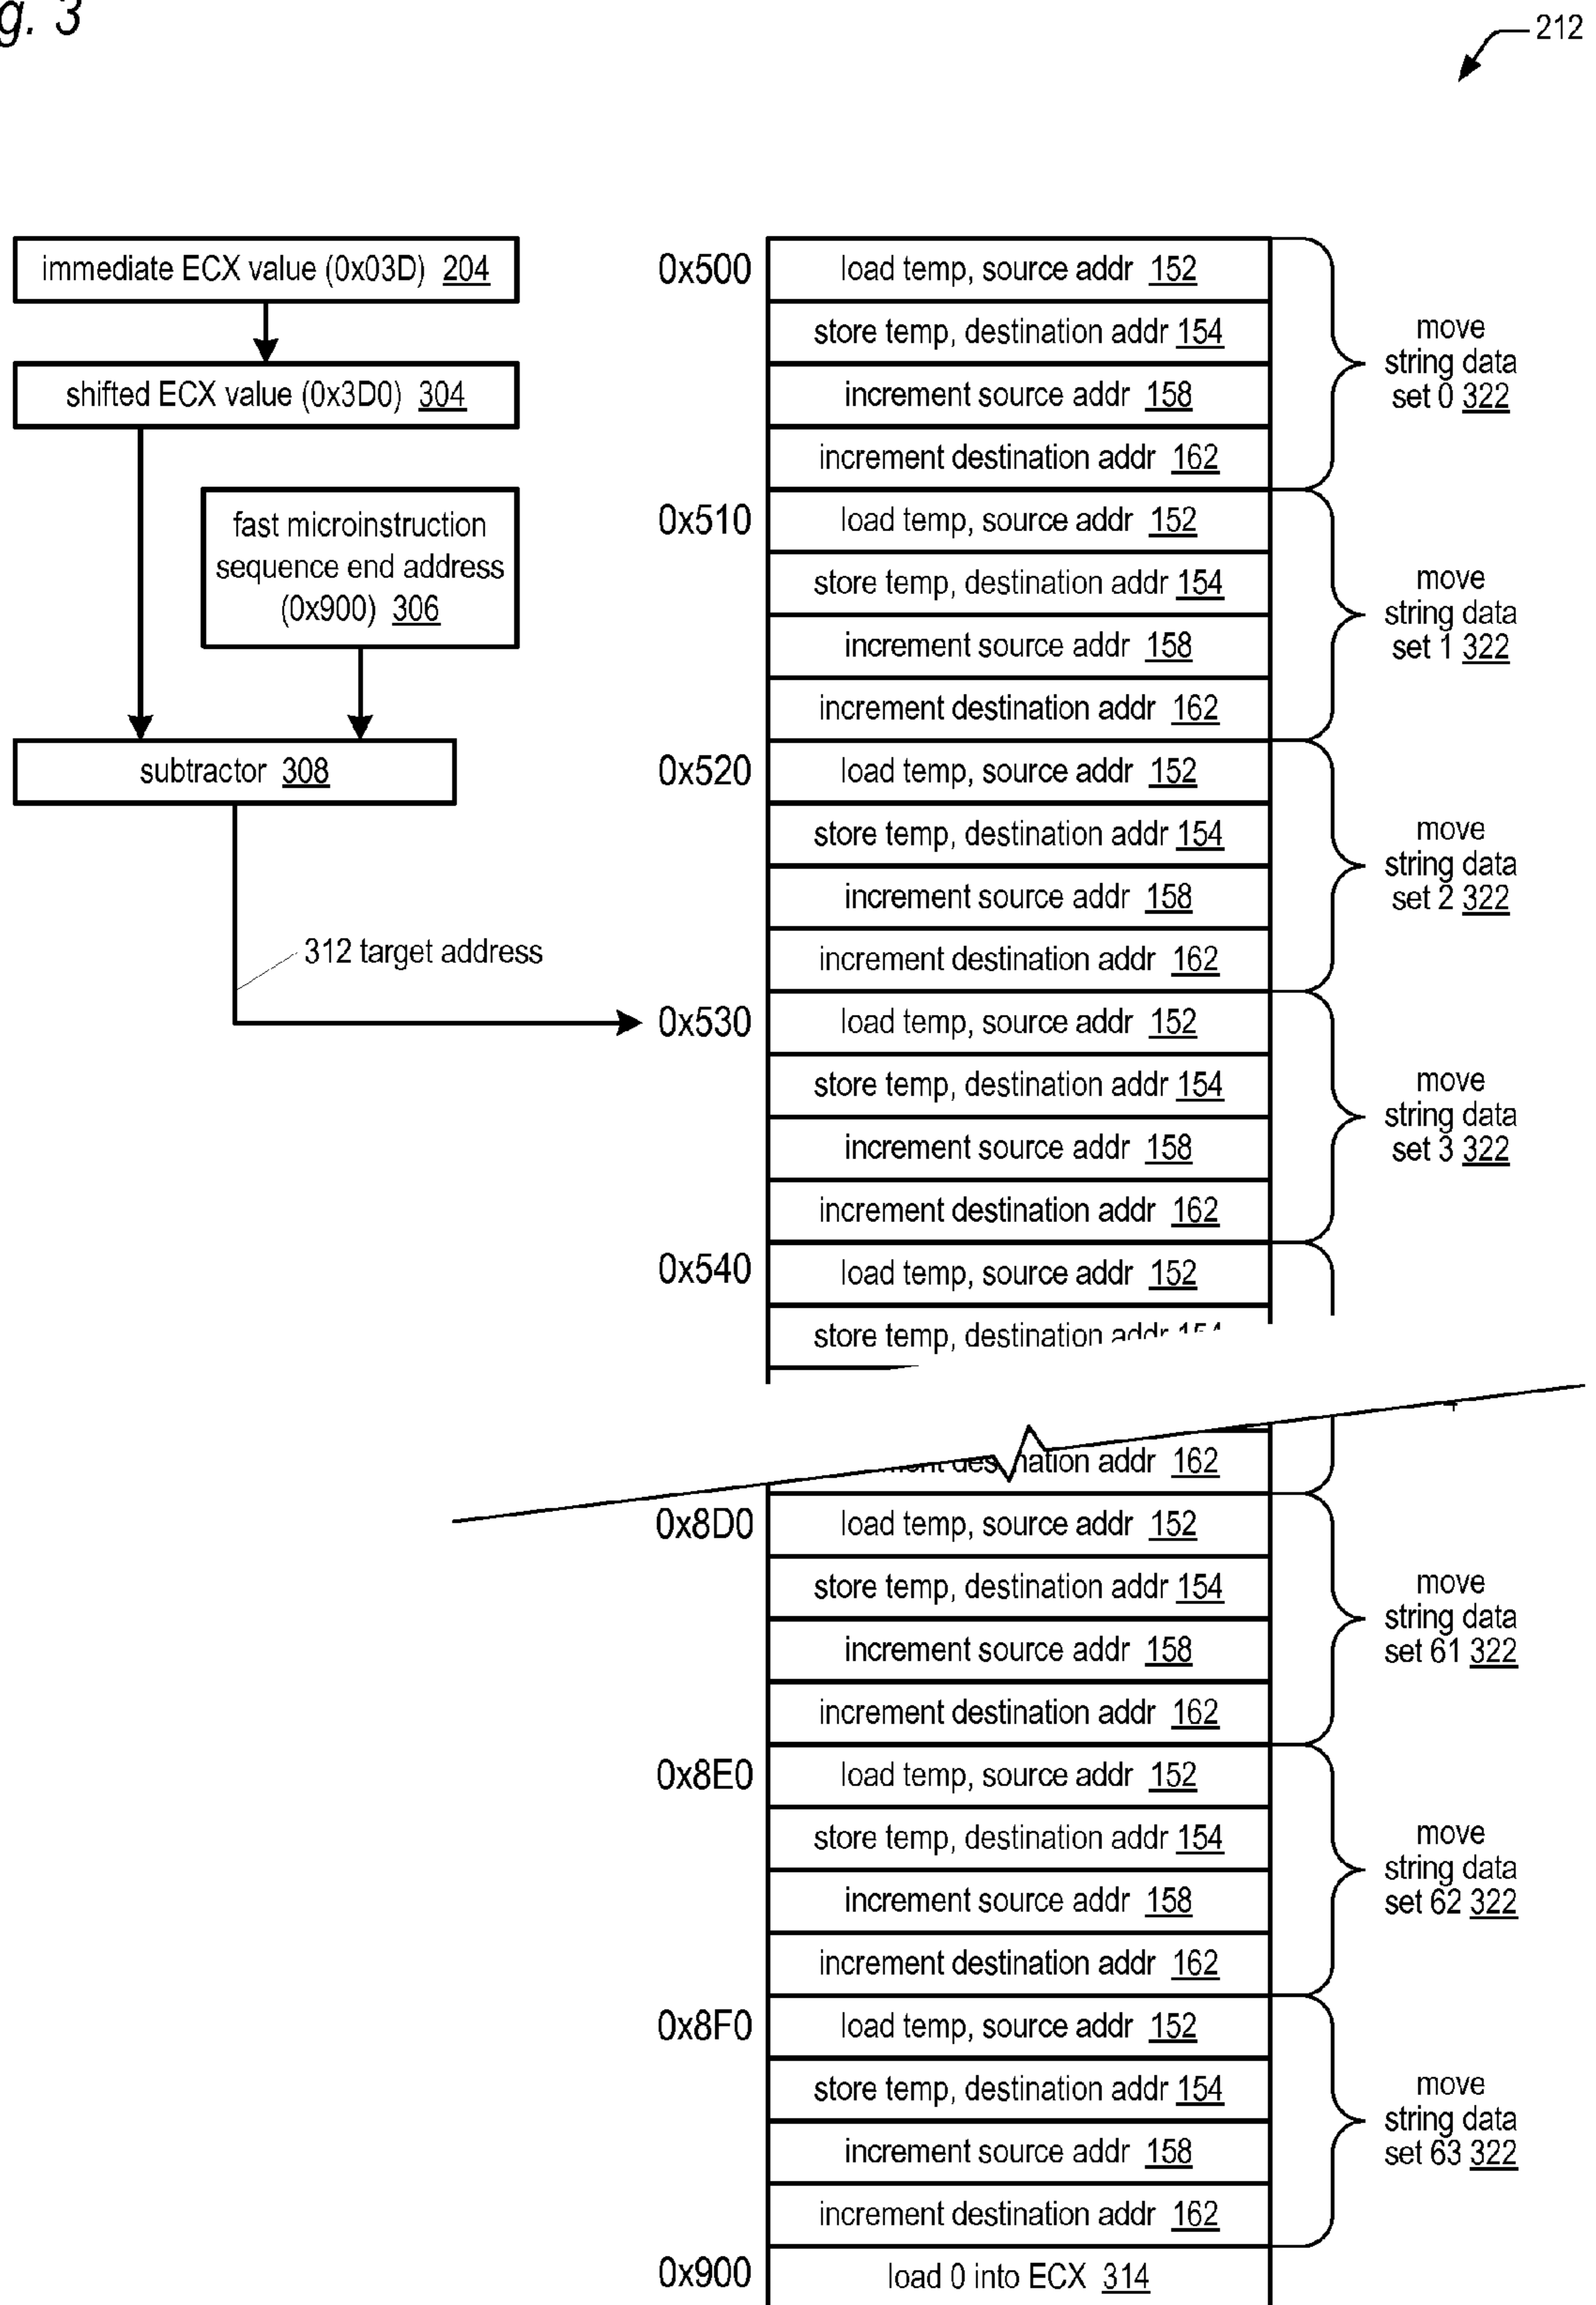 g. 3
212
immediate ECX value (0x03D) 204
shifted ECX value (0x3D0) 304
fast microinstruction
sequence end address
(0x900) 306
subtractor 308
312 target address
0x500
load temp, source addr 152
store temp, destination addr 154
increment source addr 158
increment destination addr 162
move
string data
set 0 322
0x510
load temp, source addr 152
store temp, destination addr 154
increment source addr 158
increment destination addr 162
move
string data
set 1 322
0x520
load temp, source addr 152
store temp, destination addr 154
increment source addr 158
increment destination addr 162
move
string data
set 2 322
0x530
load temp, source addr 152
store temp, destination addr 154
increment source addr 158
increment destination addr 162
move
string data
set 3 322
0x540
load temp, source addr 152
store temp, destination
addr 162
0x8D0
load temp, source addr 152
store temp, destination addr 154
increment source addr 158
increment destination addr 162
move
string data
set 61 322
0x8E0
load temp, source addr 152
store temp, destination addr 154
increment source addr 158
increment destination addr 162
move
string data
set 62 322
0x8F0
load temp, source addr 152
store temp, destination addr 154
increment source addr 158
increment destination addr 162
move
string data
set 63 322
0x900
load 0 into ECX 314